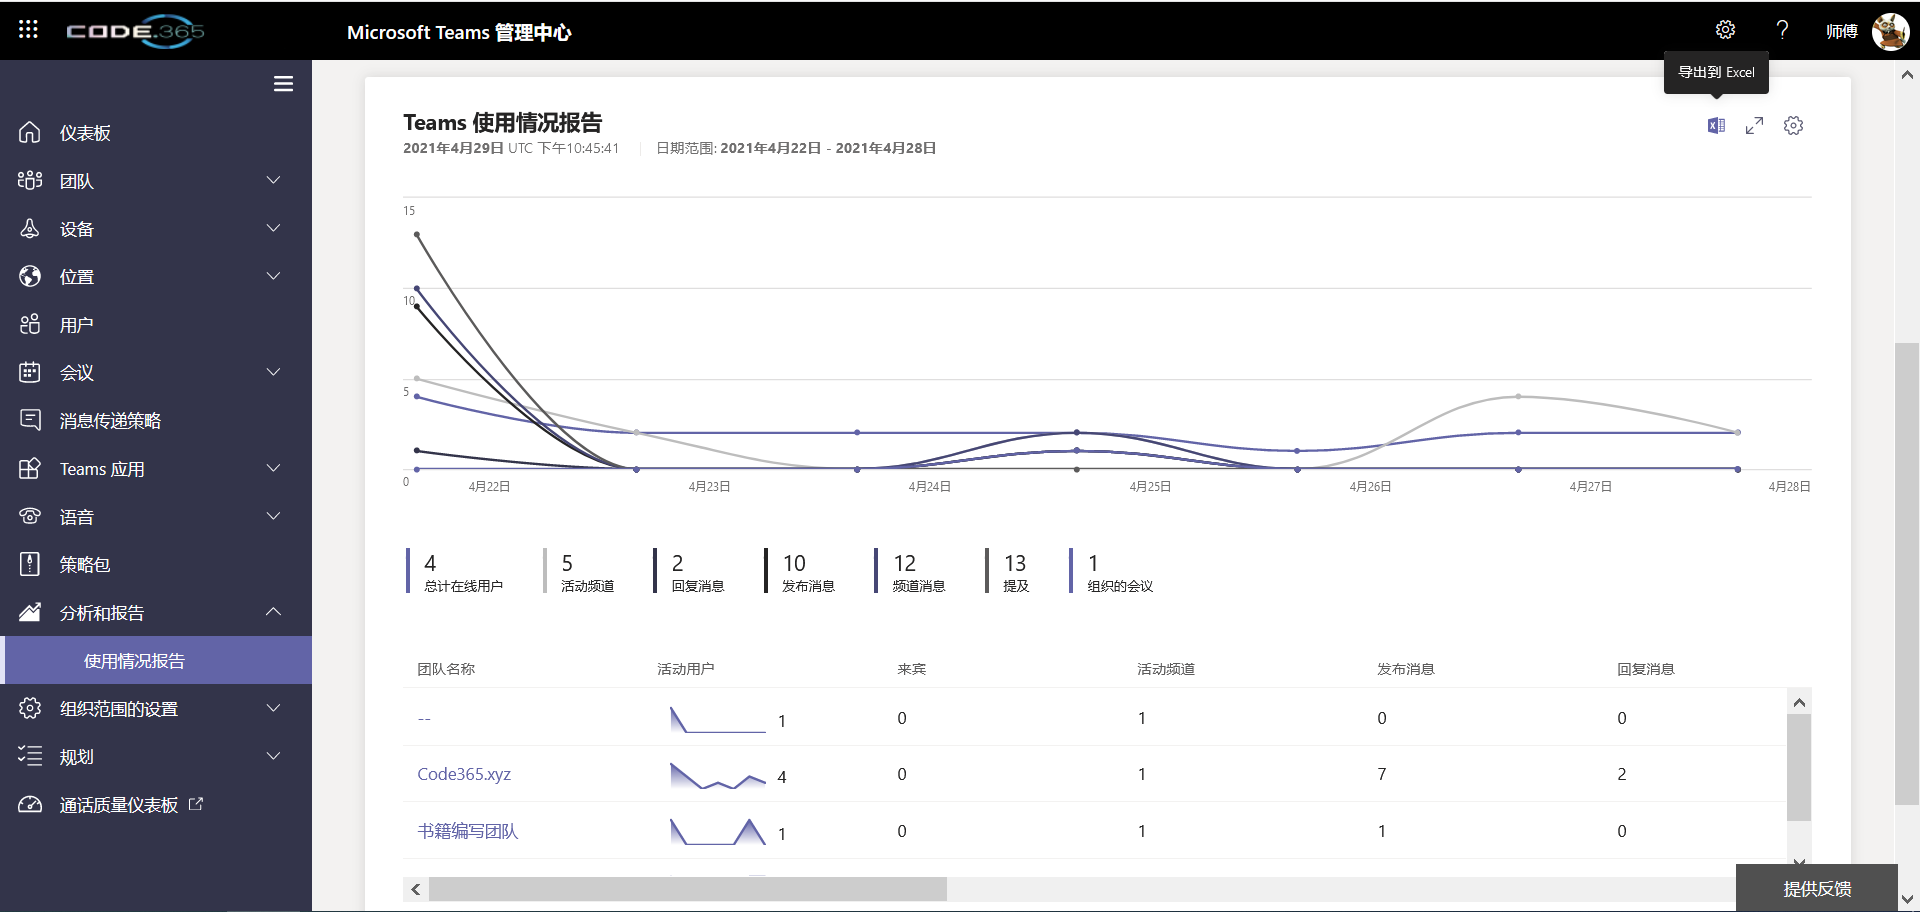 CODE.365
Microsoft Teams 管理中心
师傅
导出到 Excel
仪表板
团队
设备
位置
用户
会议
消息传递策略
Teams 应用
语音
策略包
分析和报告
使用情况报告
组织范围的设置
规划
通话质量仪表板
Teams 使用情况报告
2021年4月29日 UTC 下午10:45:41 日期范围: 2021年4月22日 - 2021年4月28日
15
10
5
0
4月22日 4月23日 4月24日 4月25日 4月26日 4月27日 4月28日
4 5 2 10 12 13 1
总计在线用户 活动频道 回复消息 发布消息 频道消息 提及 组织的会议
团队名称 活动用户 来宾 活动频道 发布消息 回复消息
-- 1 0 1 0 0
Code365.xyz 4 0 1 7 2
书籍编写团队 1 0 1 1 0
提供反馈